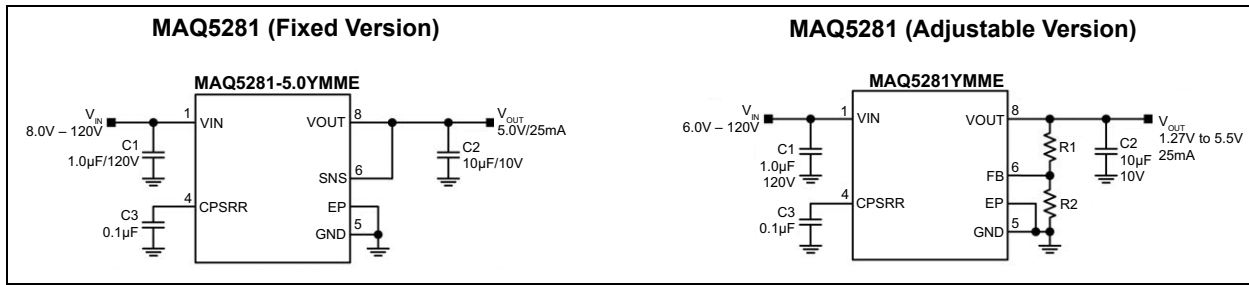 MAQ5281 (Fixed Version)
MAQ5281-5.0YMME
VIN
8.0V – 120V
1
VIN
C1
1.0µF/120V
4
CPSRR
C3
0.1µF
VOUT
8
SNS
6
EP
GND
5
VOUT
5.0V/25mA
C2
10µF/10V
MAQ5281 (Adjustable Version)
MAQ5281YMME
VIN
6.0V – 120V
1
VIN
C1
1.0µF
120V
4
CPSRR
C3
0.1µF
VOUT
8
FB
6
EP
GND
5
R1
R2
C2
10µF
10V
VOUT
1.27V to 5.5V
25mA